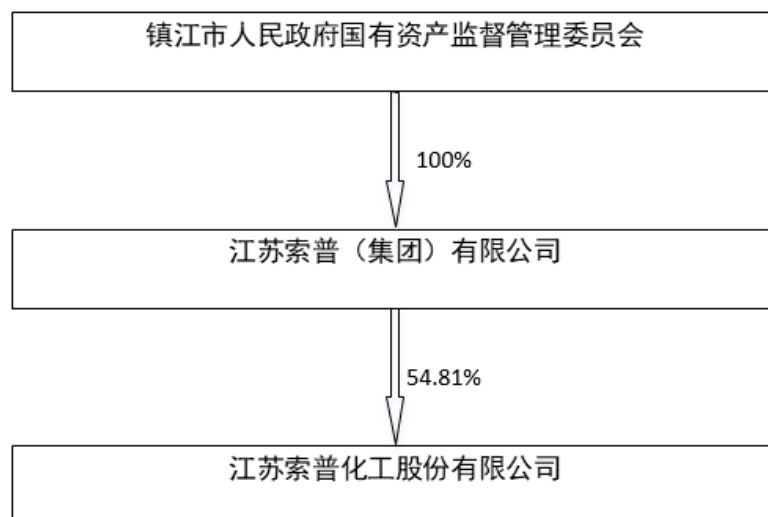 镇江市人民政府国有资产监督管理委员会
100%
江苏索普（集团）有限公司
54.81%
江苏索普化工股份有限公司